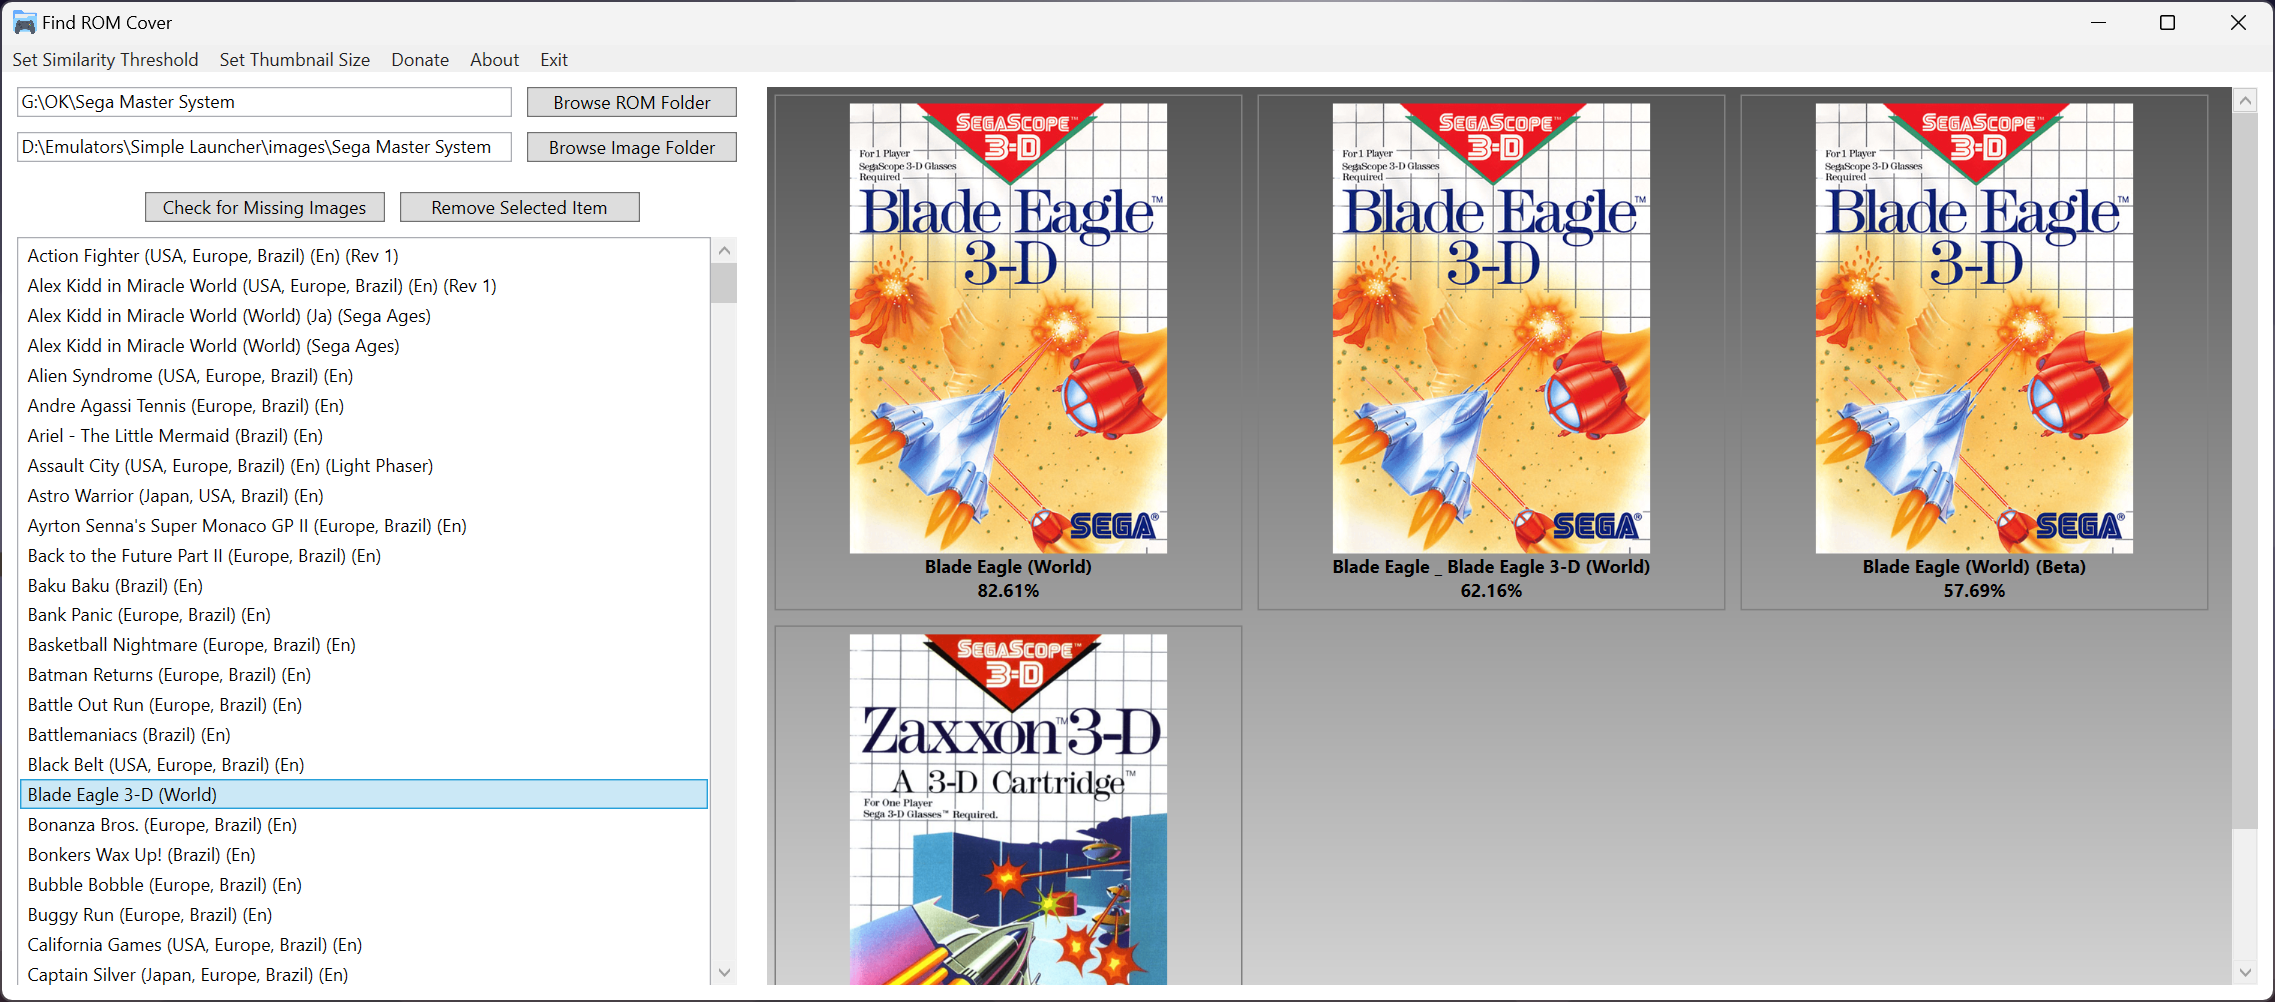 Find ROM Cover
Set Similarity Threshold Set Thumbnail Size Donate About Exit
G:\OK\Sega Master System
Browse ROM Folder
D:\Emulators\Simple Launcher\images\Sega Master System
Browse Image Folder
Check for Missing Images
Remove Selected Item
Action Fighter (USA, Europe, Brazil) (En) (Rev 1)
Alex Kidd in Miracle World (USA, Europe, Brazil) (En) (Rev 1)
Alex Kidd in Miracle World (World) (Ja) (Sega Ages)
Alex Kidd in Miracle World (World) (Sega Ages)
Alien Syndrome (USA, Europe, Brazil) (En)
Andre Agassi Tennis (Europe, Brazil) (En)
Ariel - The Little Mermaid (Brazil) (En)
Assault City (USA, Europe, Brazil) (En) (Light Phaser)
Astro Warrior (Japan, USA, Brazil) (En)
Ayrton Senna's Super Monaco GP II (Europe, Brazil) (En)
Back to the Future Part II (Europe, Brazil) (En)
Baku Baku (Brazil) (En)
Bank Panic (Europe, Brazil) (En)
Basketball Nightmare (Europe, Brazil) (En)
Batman Returns (Europe, Brazil) (En)
Battle Out Run (Europe, Brazil) (En)
Battlemaniacs (Brazil) (En)
Black Belt (USA, Europe, Brazil) (En)
Blade Eagle 3-D (World)
Bonanza Bros. (Europe, Brazil) (En)
Bonkers Wax Up! (Brazil) (En)
Bubble Bobble (Europe, Brazil) (En)
Buggy Run (Europe, Brazil) (En)
California Games (USA, Europe, Brazil) (En)
Captain Silver (Japan, Europe, Brazil) (En)
SEGASCOPE™
3-D
For 1 Player
SegaScope 3-D Glasses
Required
Blade Eagle™
3-D
SEGA®
Blade Eagle (World)
82.61%
SEGASCOPE™
3-D
For 1 Player
SegaScope 3-D Glasses
Required
Blade Eagle™
3-D
SEGA®
Blade Eagle _ Blade Eagle 3-D (World)
62.16%
SEGASCOPE™
3-D
For 1 Player
SegaScope 3-D Glasses
Required
Blade Eagle™
3-D
SEGA®
Blade Eagle (World) (Beta)
57.69%
SEGASCOPE™
3-D
Zaxxon™ 3-D
A 3-D Cartridge™
For One Player
Sega 3-D Glasses™ Required.